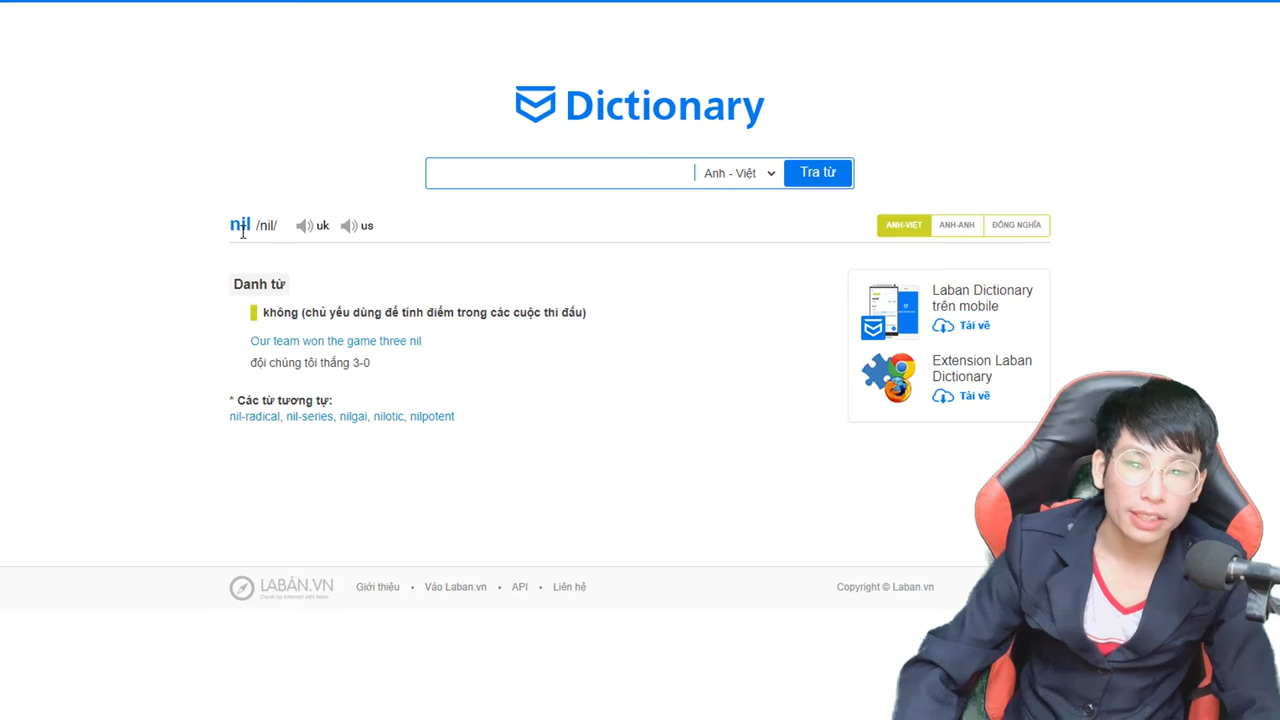 Dictionary
Anh - Việt
Tra từ
nil /nil/ uk us
ANH-VIỆT ANH-ANH ĐỒNG NGHĨA
Danh từ
không (chủ yếu dùng để tính điểm trong các cuộc thi đấu)
Our team won the game three nil
đội chúng tôi thắng 3-0
* Các từ tương tự:
nil-radical, nil-series, nilgai, nilotic, nilpotent
Laban Dictionary
trên mobile
Tải về
Extension Laban
Dictionary
Tải về
LABAN.VN
Giới thiệu • Vào Laban.vn • API • Liên hệ
Copyright © Laban.vn